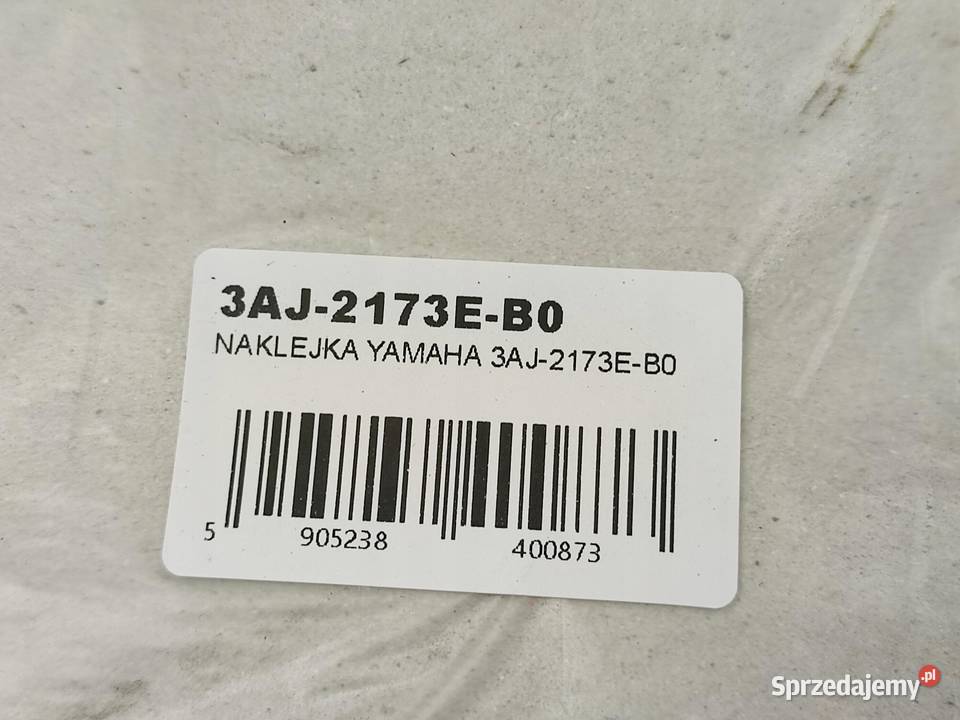 3AJ-2173E-B0
NAKLEJKA YAMAHA 3AJ-2173E-B0
5 905238 400873
Sprzedajemy.pl